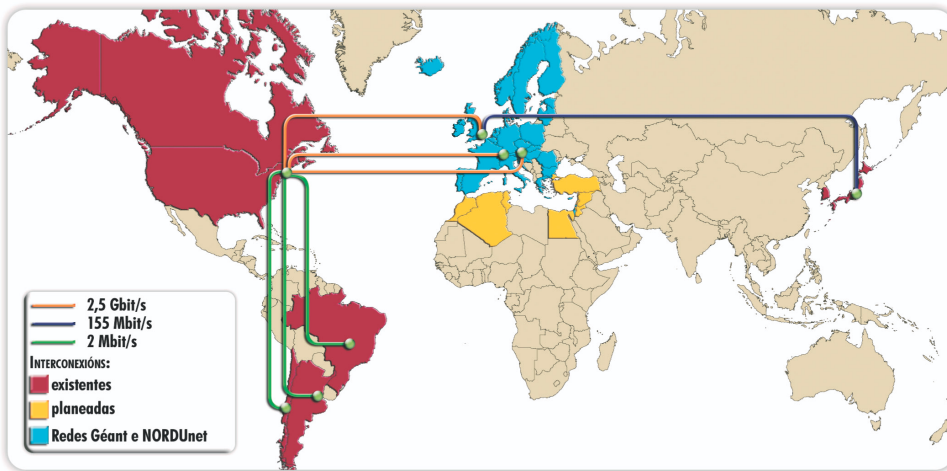 2,5 Gbit/s
155 Mbit/s
2 Mbit/s
INTERCONEXIÓNS:
existentes
planeadas
Redes Géant e NORDUnet